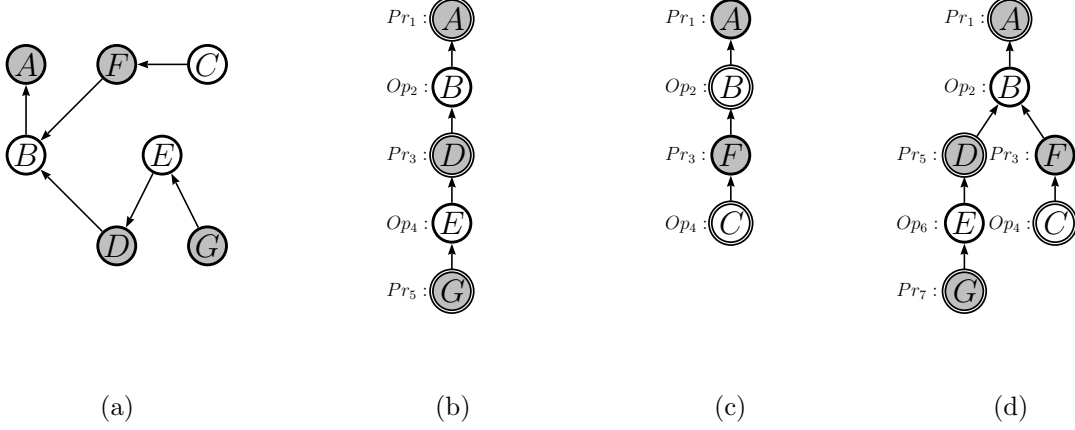 A
F
C
B
E
D
G
(a)
Pr₁ : A
Op₂ : B
Pr₃ : D
Op₄ : E
Pr₅ : G
(b)
Pr₁ : A
Op₂ : B
Pr₃ : F
Op₄ : C
(c)
Pr₁ : A
Op₂ : B
Pr₅ : D Pr₃ : F
Op₆ : E Op₄ : C
Pr₇ : G
(d)